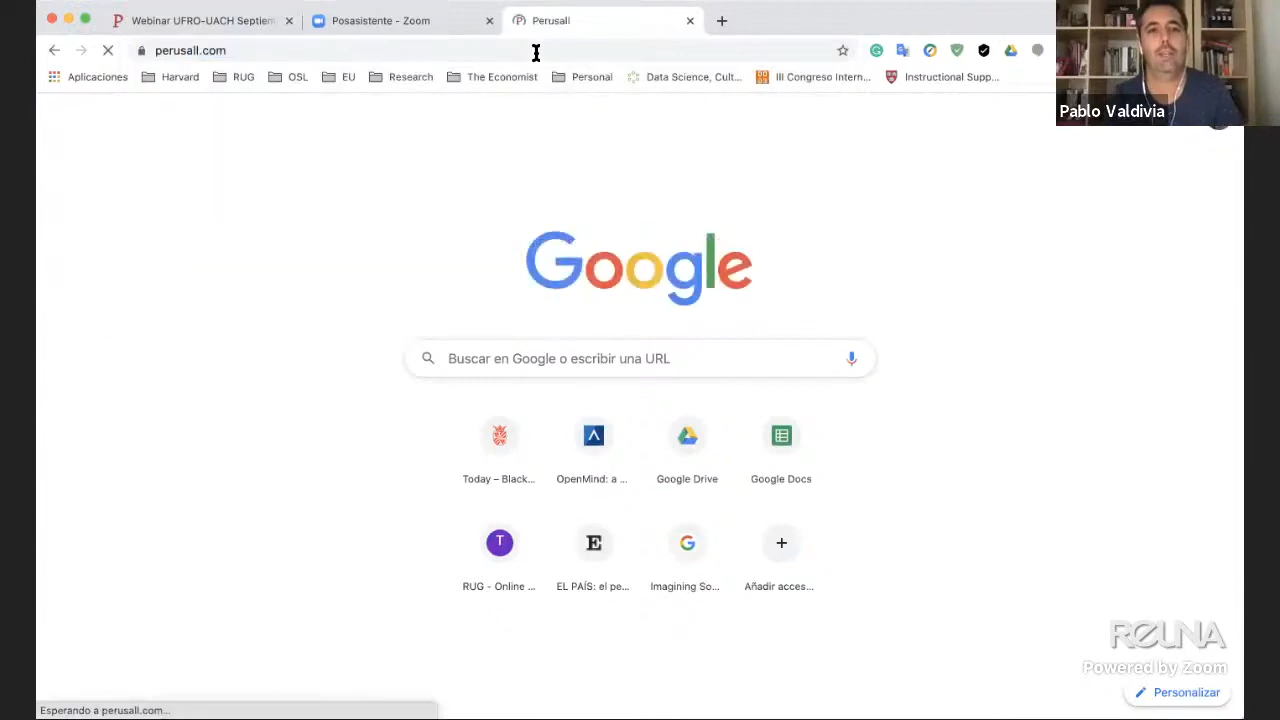 Webinar UFRO-UACH Septiem
Posasistente - Zoom
Perusall
perusall.com
Aplicaciones
Harvard
RUG
OSL
EU
Research
The Economist
Personal
Data Science, Cult...
III Congreso Intern...
Instructional Supp...
Pablo Valdivia
Google
Buscar en Google o escribir una URL
Today – Black...
OpenMind: a ...
Google Drive
Google Docs
T
E
G
RUG - Online ...
EL PAÍS: el pe...
Imagining So...
Añadir acces...
REUNA
Powered by Zoom
Personalizar
Esperando a perusall.com...